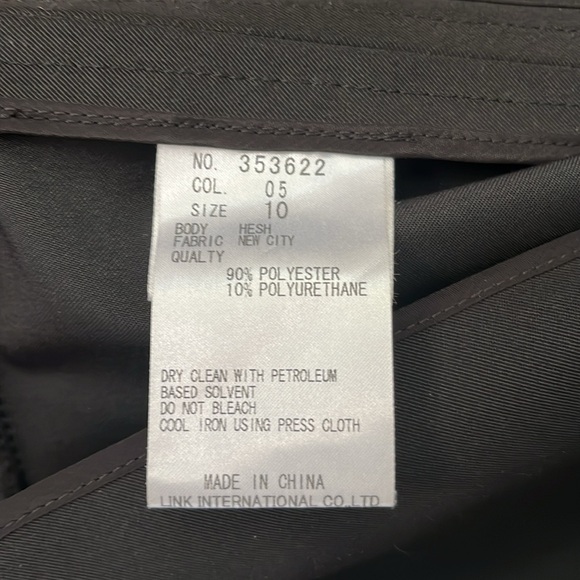 NO. 353622
COL. 05
SIZE 10
BODY HESH
FABRIC NEW CITY
QUALTY
90% POLYESTER
10% POLYURETHANE
DRY CLEAN WITH PETROLEUM
BASED SOLVENT
DO NOT BLEACH
COOL IRON USING PRESS CLOTH
MADE IN CHINA
LINK INTERNATIONAL CO.,LTD